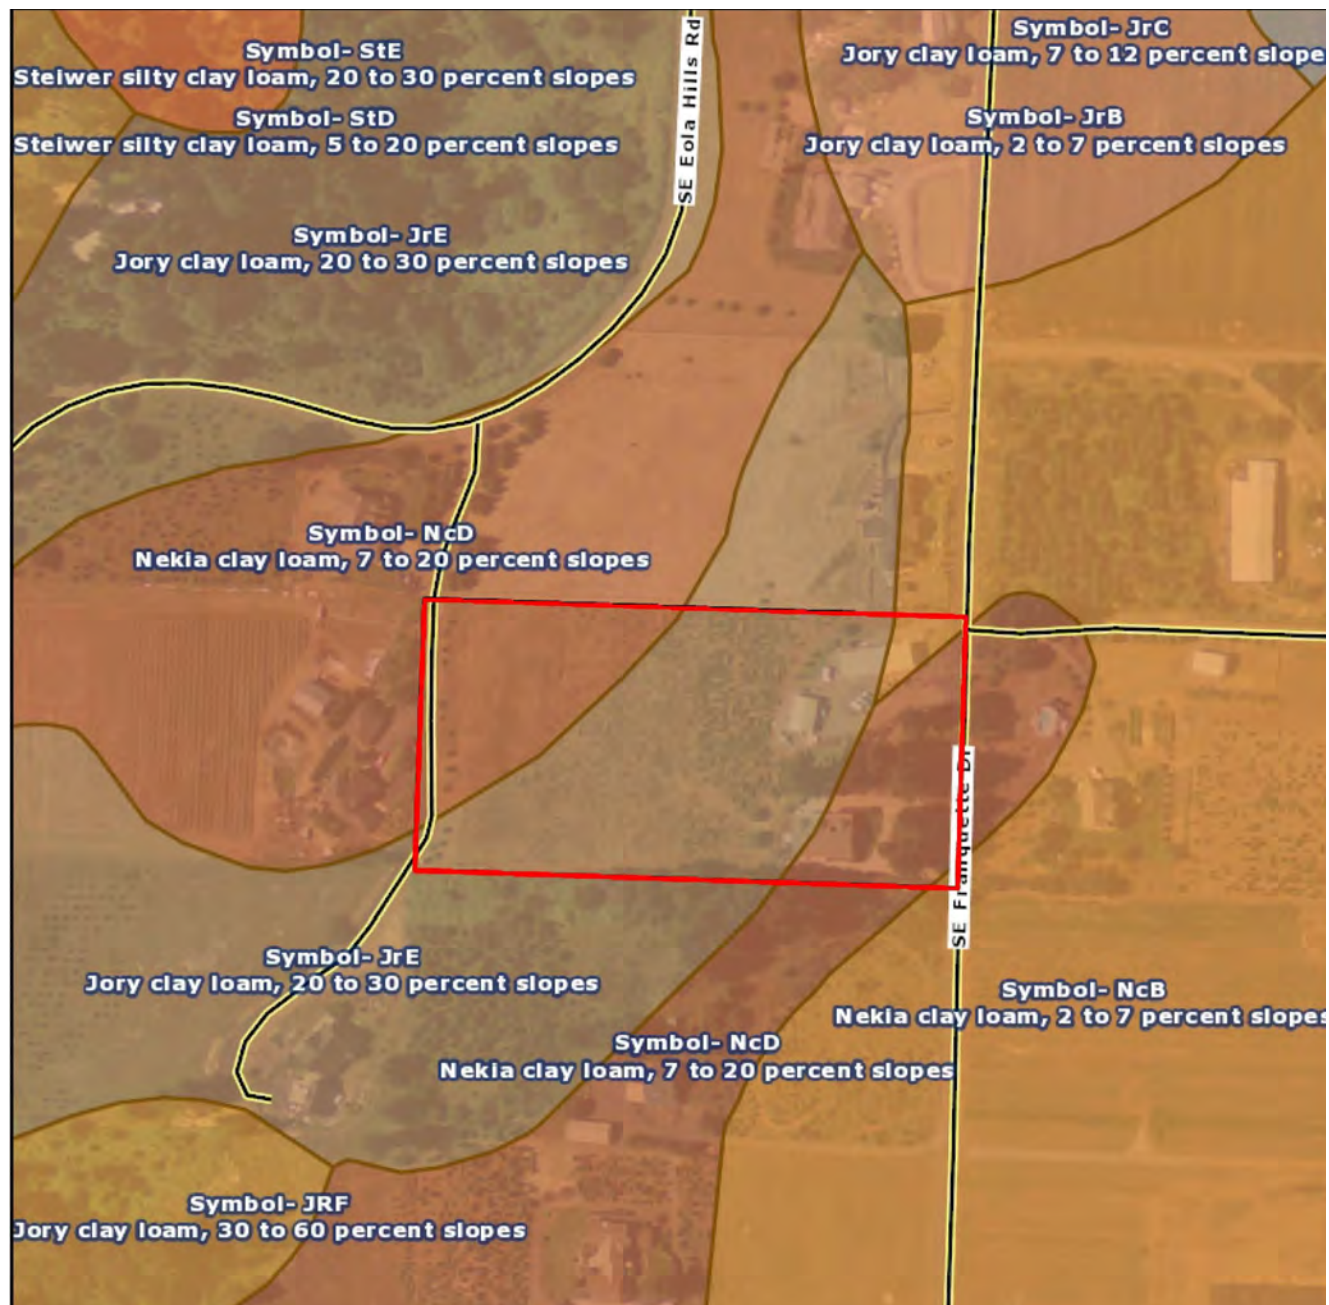 Symbol- StE
Steiwer silty clay loam, 20 to 30 percent slopes
Symbol- StD
Steiwer silty clay loam, 5 to 20 percent slopes
SE Eola Hills Rd
Symbol- JrC
Jory clay loam, 7 to 12 percent slope
Symbol- JrB
Jory clay loam, 2 to 7 percent slopes
Symbol- JrE
Jory clay loam, 20 to 30 percent slopes
Symbol- NcD
Nekia clay loam, 7 to 20 percent slopes
SE Franquette Dr
Symbol- JrE
Jory clay loam, 20 to 30 percent slopes
Symbol- NcB
Nekia clay loam, 2 to 7 percent slopes
Symbol- NcD
Nekia clay loam, 7 to 20 percent slopes
Symbol- JRF
Jory clay loam, 30 to 60 percent slopes